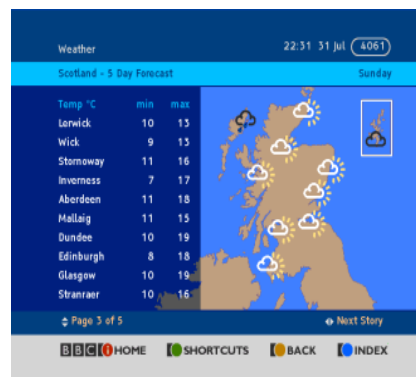 Weather 22:31 31 Jul 4061
Scotland - 5 Day Forecast Sunday
Temp °C min max
Lerwick 10 13
Wick 9 13
Stornoway 11 16
Inverness 7 17
Aberdeen 11 18
Mallaig 11 15
Dundee 10 19
Edinburgh 8 18
Glasgow 10 19
Stranraer 10 16
Page 3 of 5 Next Story
BBCi HOME SHORTCUTS BACK INDEX